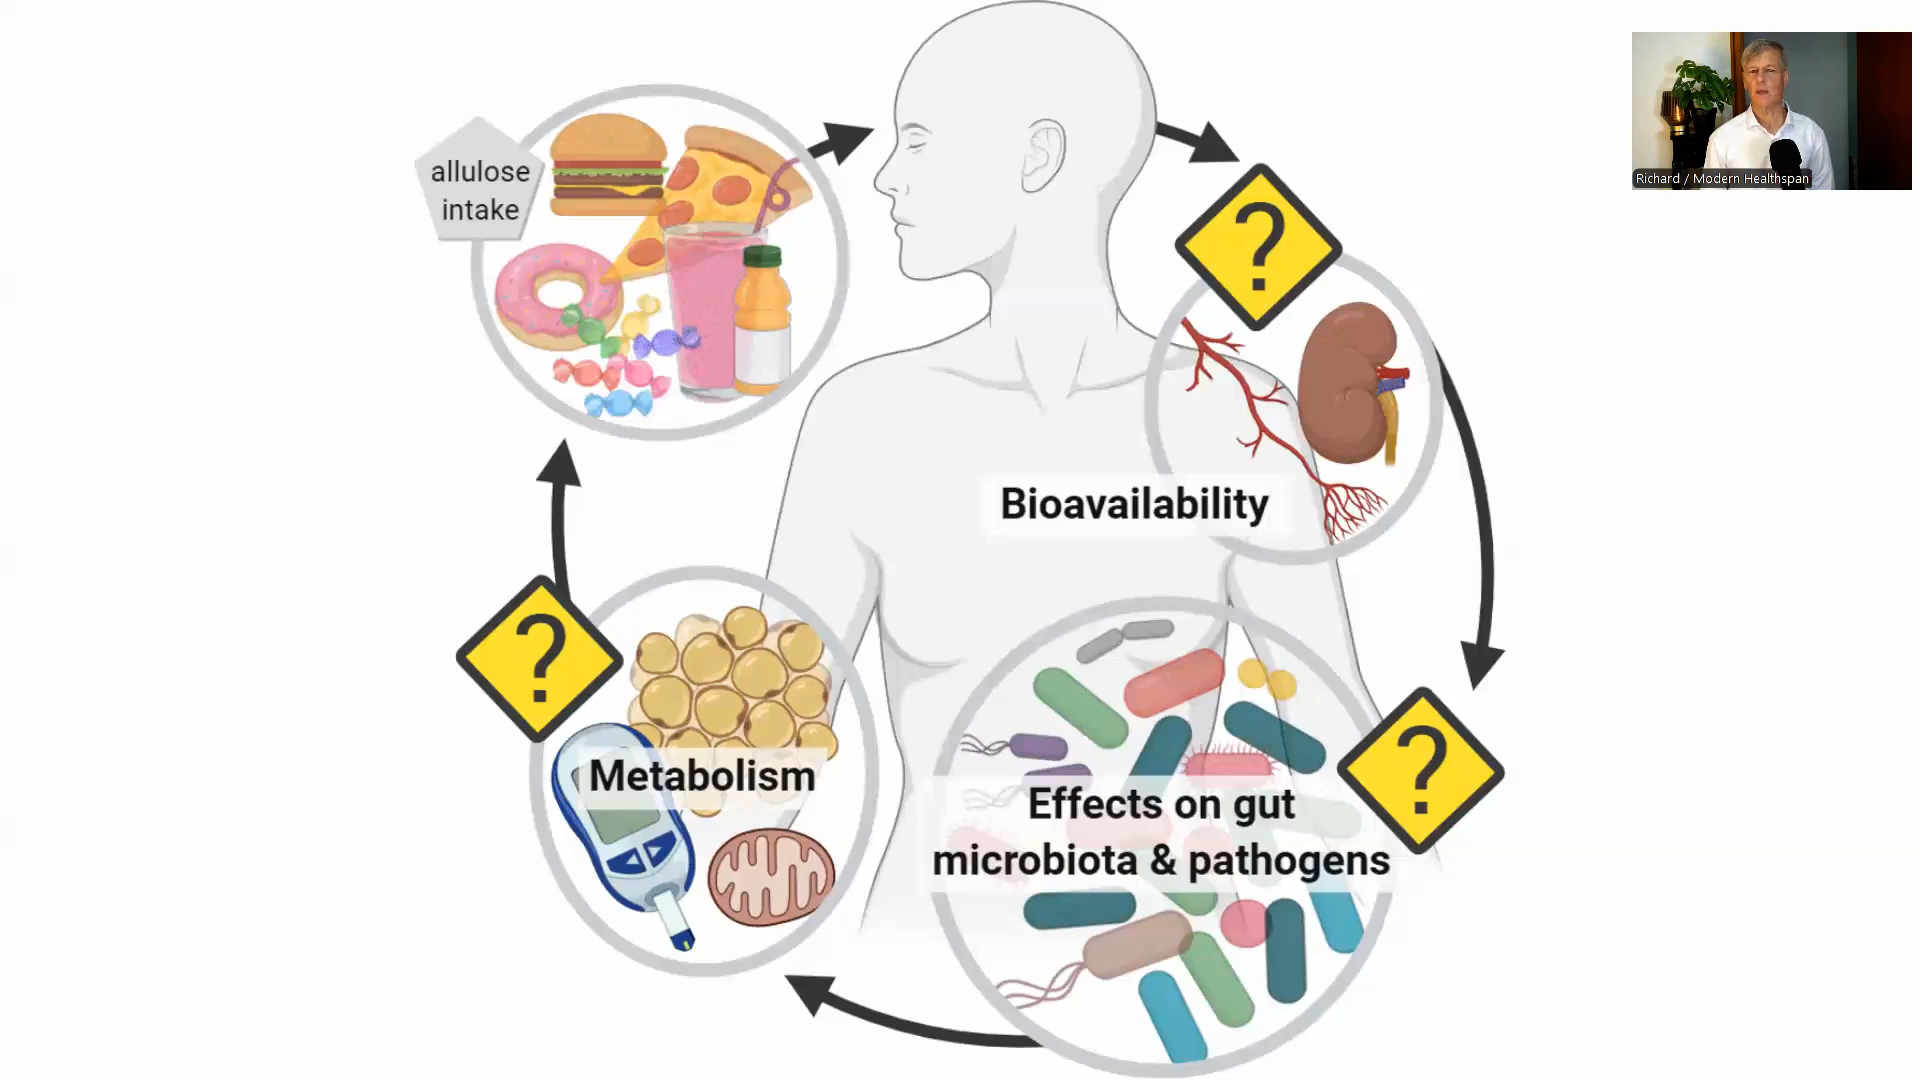 allulose
intake
Richard / Modern Healthspan
?
Bioavailability
?
Metabolism
?
Effects on gut
microbiota & pathogens